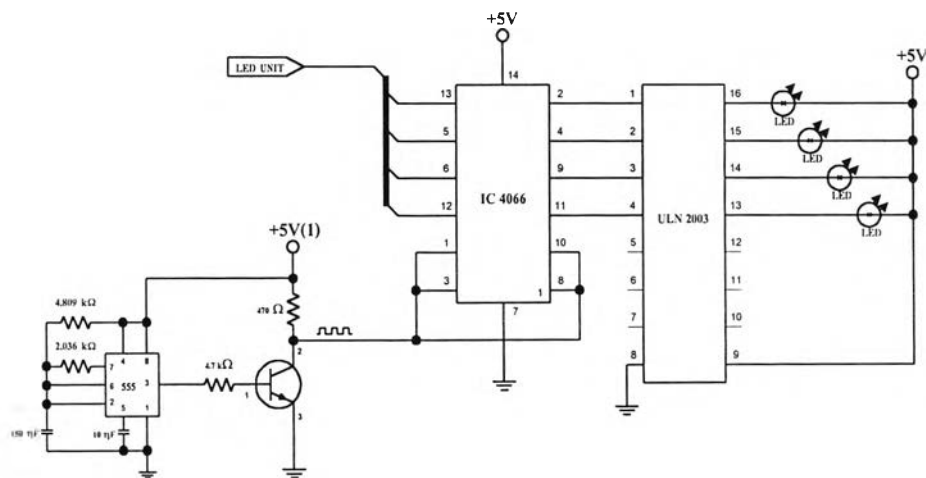 +5V
LED UNIT
14
13
5
6
12
1
3
2
4
9
11
10
8
1
7
IC 4066
1
2
3
4
5
6
7
8
ULN 2003
16
15
14
13
12
11
10
9
LED
LED
LED
LED
+5V
+5V(1)
470 Ω
4.809 kΩ
2.036 kΩ
4 8
7
6
2
555
3
5 1
150 ηF
10 ηF
4.7 kΩ
1
2
3